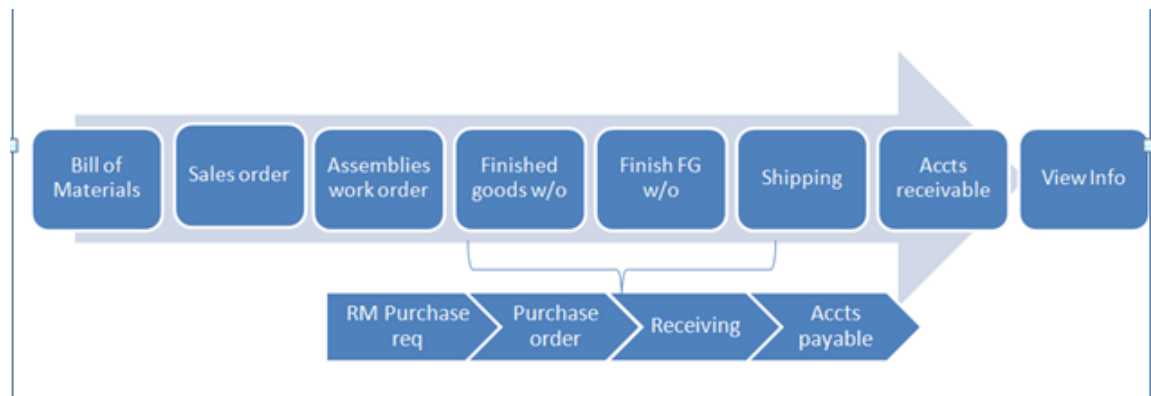 Bill of
Materials
Sales order
Assemblies
work order
Finished
goods w/o
Finish FG
w/o
Shipping
Accts
receivable
View Info
RM Purchase
req
Purchase
order
Receiving
Accts
payable